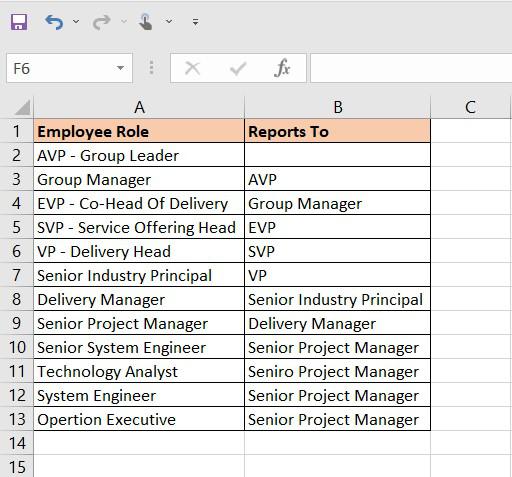 F6 fx
A B C
1 Employee Role Reports To
2 AVP - Group Leader
3 Group Manager AVP
4 EVP - Co-Head Of Delivery Group Manager
5 SVP - Service Offering Head EVP
6 VP - Delivery Head SVP
7 Senior Industry Principal VP
8 Delivery Manager Senior Industry Principal
9 Senior Project Manager Delivery Manager
10 Senior System Engineer Senior Project Manager
11 Technology Analyst Seniro Project Manager
12 System Engineer Senior Project Manager
13 Opertion Executive Senior Project Manager
14
15